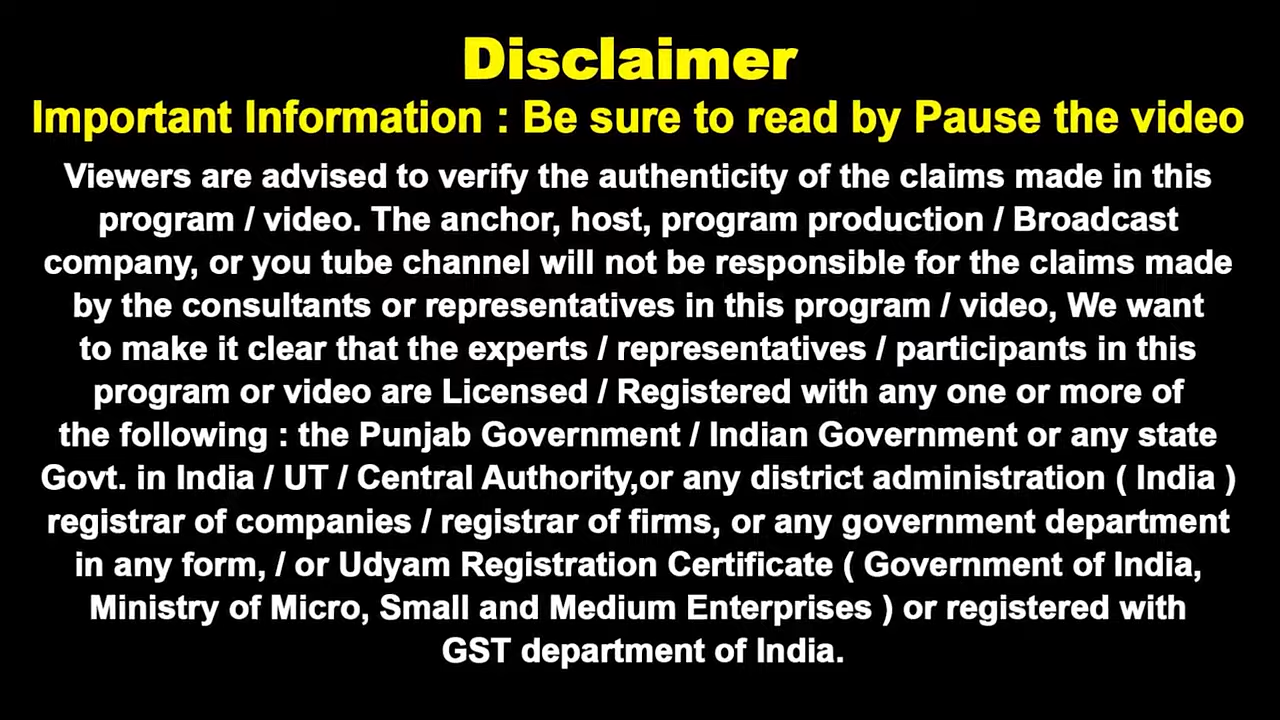 Disclaimer
Important Information : Be sure to read by Pause the video
Viewers are advised to verify the authenticity of the claims made in this
program / video. The anchor, host, program production / Broadcast
company, or you tube channel will not be responsible for the claims made
by the consultants or representatives in this program / video, We want
to make it clear that the experts / representatives / participants in this
program or video are Licensed / Registered with any one or more of
the following : the Punjab Government / Indian Government or any state
Govt. in India / UT / Central Authority,or any district administration ( India )
registrar of companies / registrar of firms, or any government department
in any form, / or Udyam Registration Certificate ( Government of India,
Ministry of Micro, Small and Medium Enterprises ) or registered with
GST department of India.